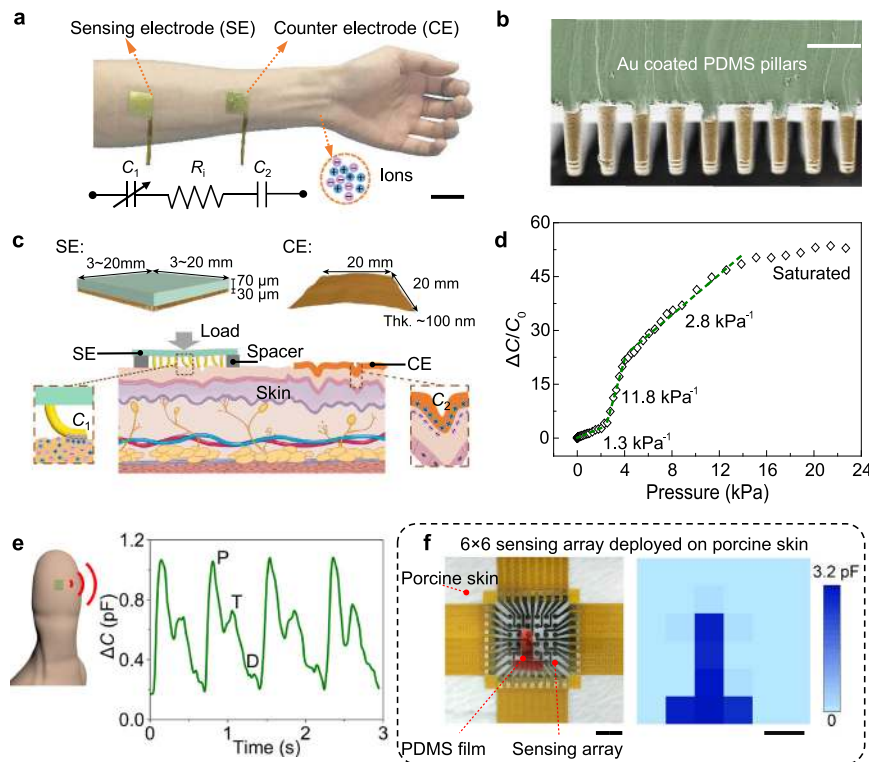 a
Sensing electrode (SE)
Counter electrode (CE)
C1
Ri
C2
Ions
b
Au coated PDMS pillars
c
SE:
3~20mm
3~20 mm
70 μm
30 μm
CE:
20 mm
20 mm
Thk. ~100 nm
Load
SE
Spacer
CE
Skin
C1
C2
d
ΔC/C0
60
45
30
15
0
Saturated
2.8 kPa-1
11.8 kPa-1
1.3 kPa-1
0 4 8 12 16 20 24
Pressure (kPa)
e
ΔC (pF)
1.2
0.9
0.6
0.3
0.0
P
T
D
0 1 2 3
Time (s)
f
6×6 sensing array deployed on porcine skin
Porcine skin
PDMS film
Sensing array
3.2 pF
0